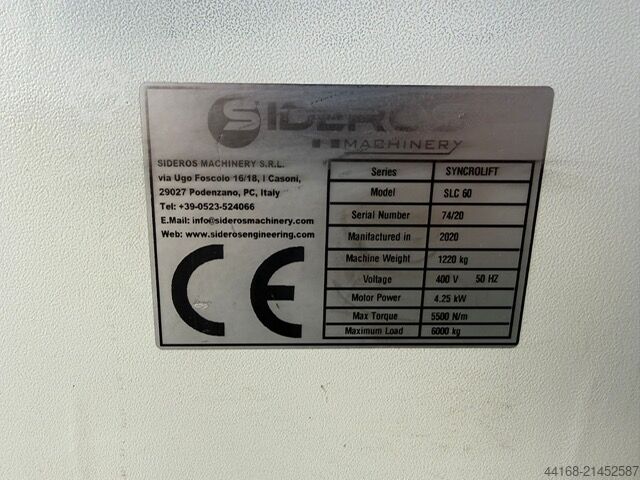 SIDEROS
MACHINERY
SIDEROS MACHINERY S.R.L.
via Ugo Foscolo 16/18, I Casoni,
29027 Podenzano, PC, Italy
Tel: +39-0523-524066
E.Mail: info@siderosmachinery.com
Web: www.siderosengineering.com
CE
Series SYNCROLIFT
Model SLC 60
Serial Number 74/20
Manifactured in 2020
Machine Weight 1220 kg
Voltage 400 V 50 HZ
Motor Power 4.25 kW
Max Torque 5500 N/m
Maximum Load 6000 kg
44168-21452587